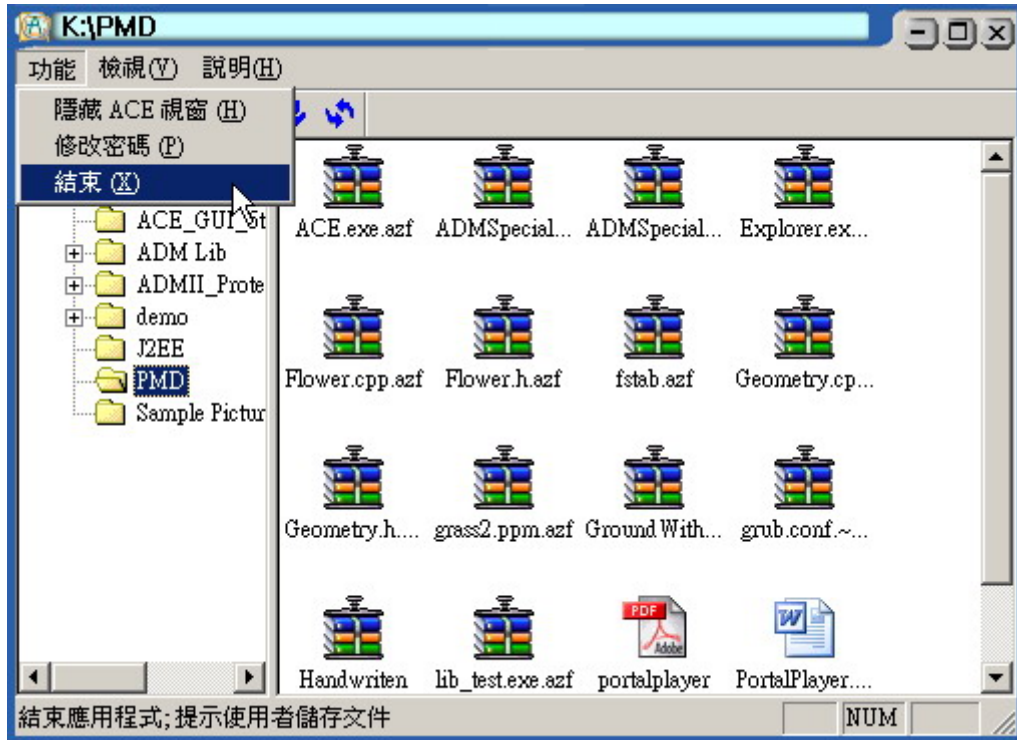 K:\PMD
功能 檢視(V) 說明(H)
隱藏 ACE 視窗 (H)
修改密碼 (P)
結束 (X)
ADM Lib
ADMII_Prote
demo
J2EE
PMD
Sample Pictur
ACE.exe.azf ADMSpecial... ADMSpecial... Explorer.ex...
Flower.cpp.azf Flower.h.azf fstab.azf Geometry.cp...
Geometry.h.... grass2.ppm.azf Ground With... grub.conf.~...
PDF
Adobe
W
Handwriten lib_test.exe.azf portalplayer PortalPlayer....
結束應用程式;提示使用者儲存文件
NUM